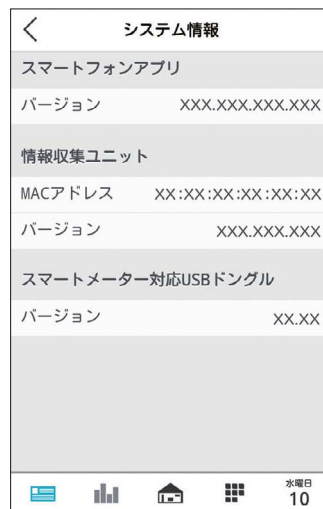 システム情報
スマートフォンアプリ
バージョン XXX.XXX.XXX.XXX
情報収集ユニット
MACアドレス XX:XX:XX:XX:XX:XX
バージョン XXX.XXX.XXX
スマートメーター対応USBドングル
バージョン XX.XX
水曜日
10